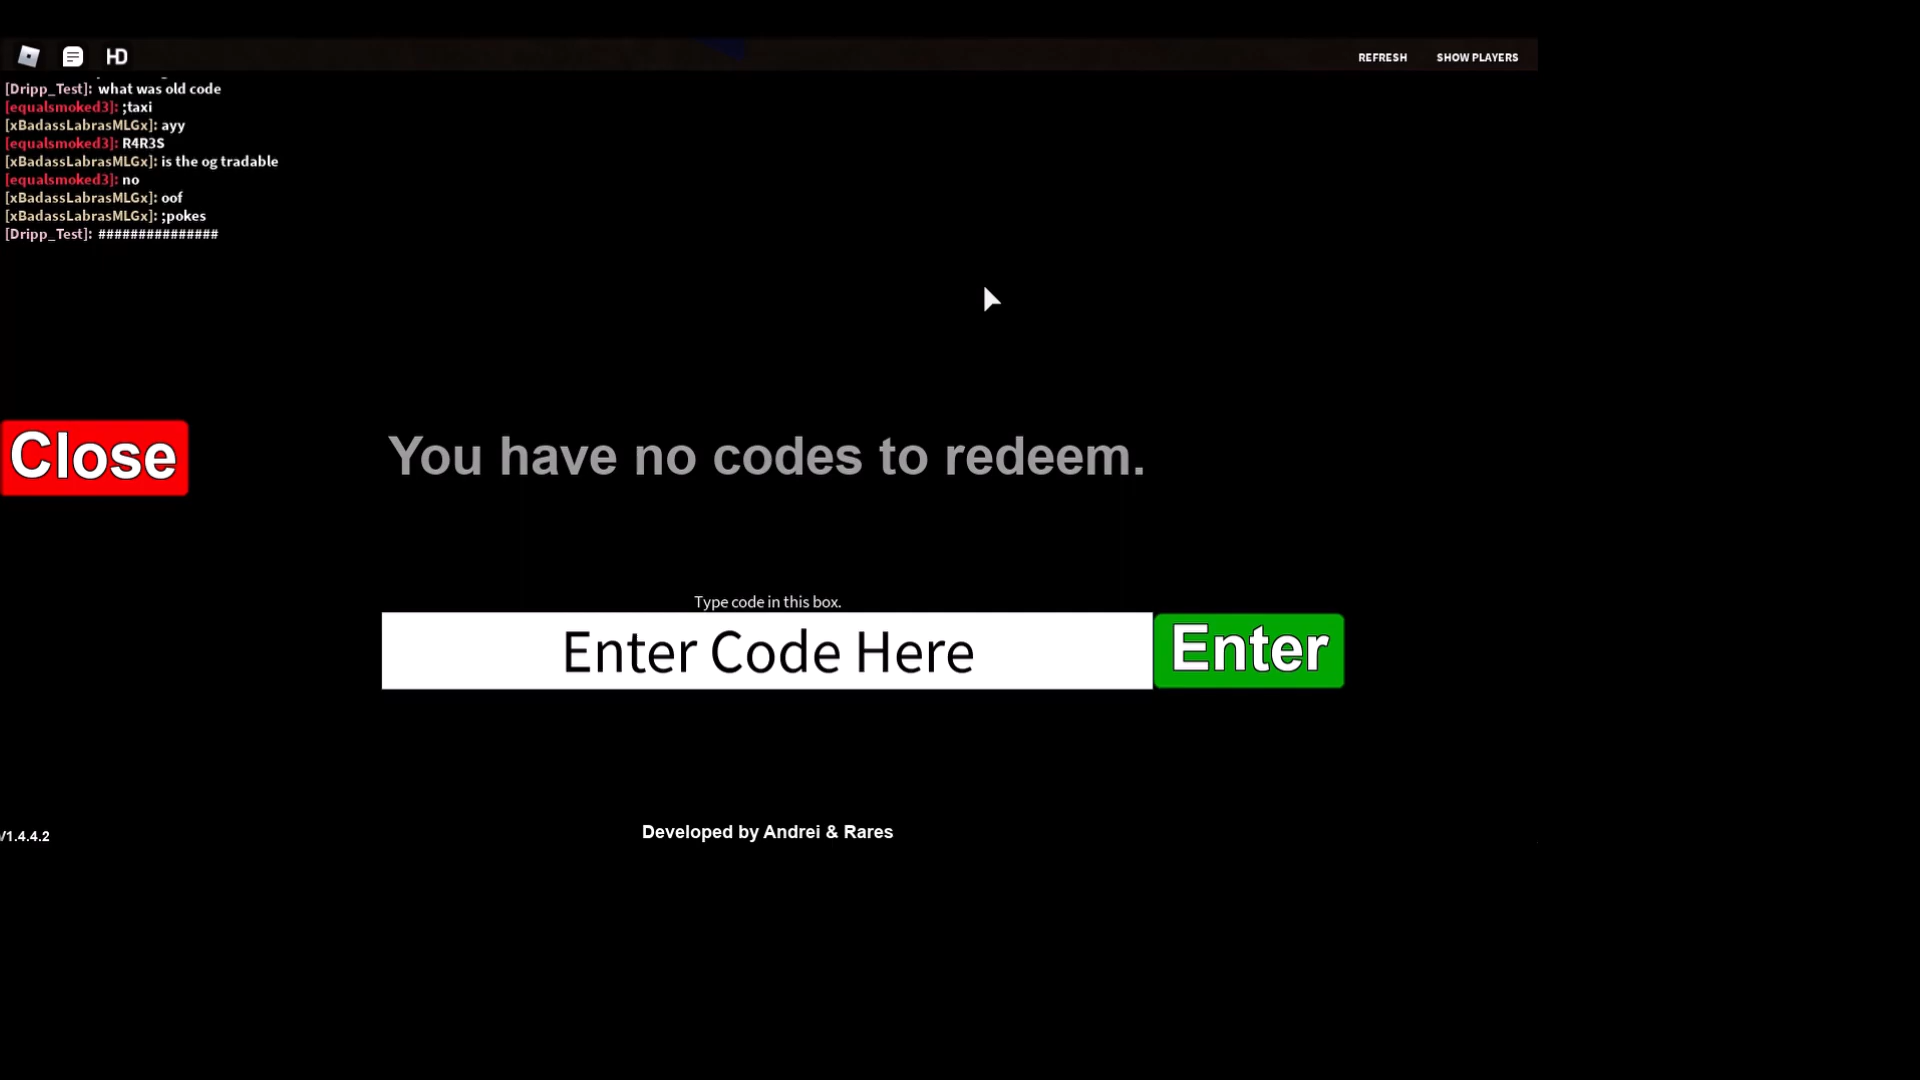 HD
REFRESH
SHOW PLAYERS
[Dripp_Test]: what was old code
[equalsmoked3]: ;taxi
[xBadassLabrasMLGx]: ayy
[equalsmoked3]: R4R3S
[xBadassLabrasMLGx]: is the og tradable
[equalsmoked3]: no
[xBadassLabrasMLGx]: oof
[xBadassLabrasMLGx]: ;pokes
[Dripp_Test]: ###############
Close
You have no codes to redeem.
Type code in this box.
Enter Code Here
Enter
Developed by Andrei & Rares
V1.4.4.2